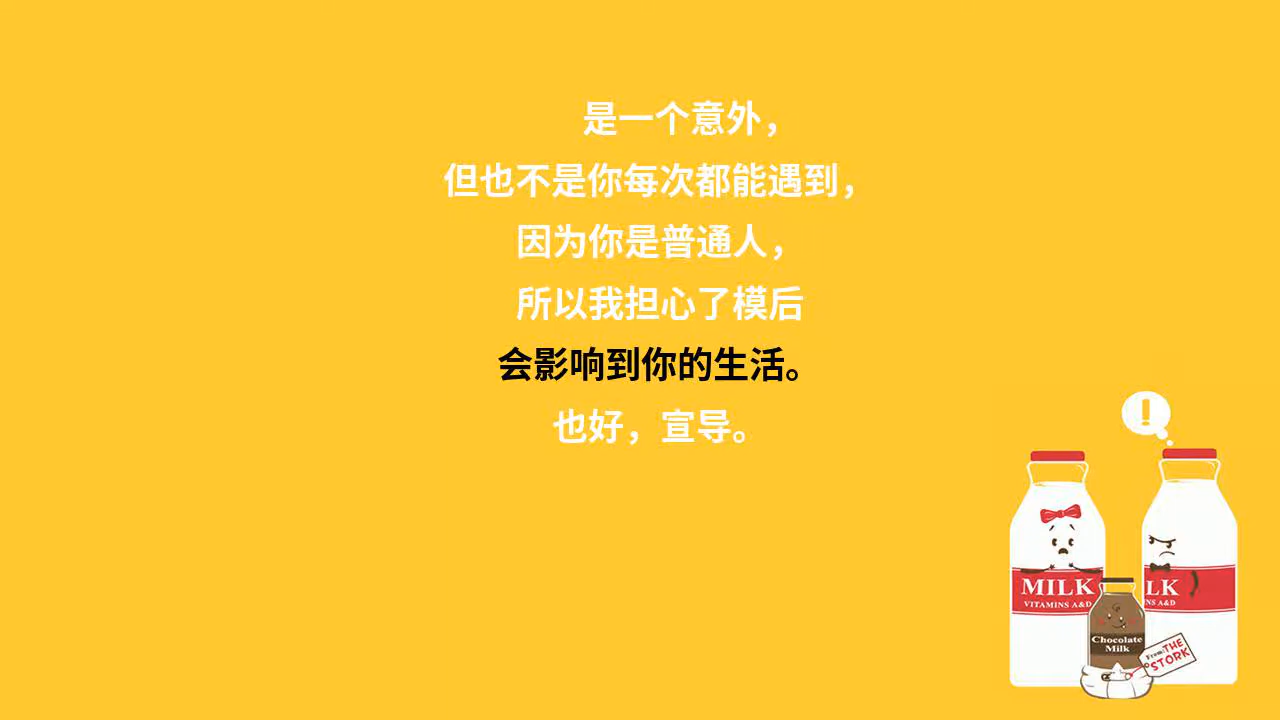 是一个意外，
但也不是你每次都能遇到，
因为你是普通人，
所以我担心了模后
会影响到你的生活。
也好，宣导。
!
MILK
VITAMINS A&D
LK
NS A&D
Chocolate
Milk
From: THE
STORK